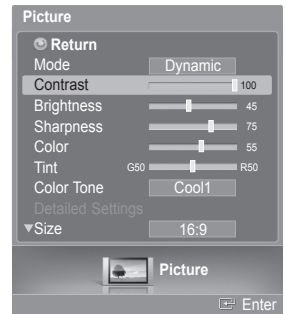 Picture
Return
Mode Dynamic
Contrast 100
Brightness 45
Sharpness 75
Color 55
Tint G50 R50
Color Tone Cool1
Detailed Settings
▼Size 16:9
Picture
Enter